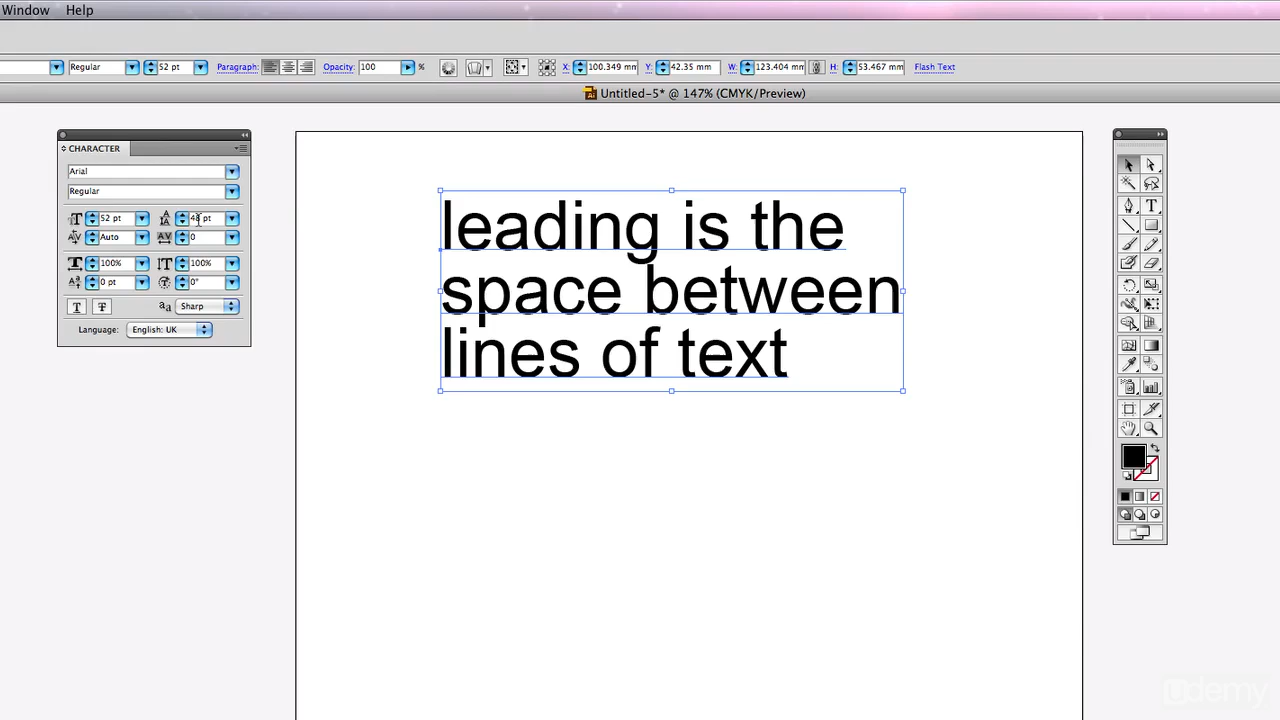 Window Help
Regular 52 pt Paragraph: Opacity: 100 % X: 100.349 mm Y: 42.35 mm W: 123.404 mm H: 53.467 mm Flash Text
Untitled-5* @ 147% (CMYK/Preview)
CHARACTER
Arial
Regular
52 pt 48 pt
Auto 0
100% 100%
0 pt 0°
Sharp
Language: English: UK
leading is the
space between
lines of text
udemy